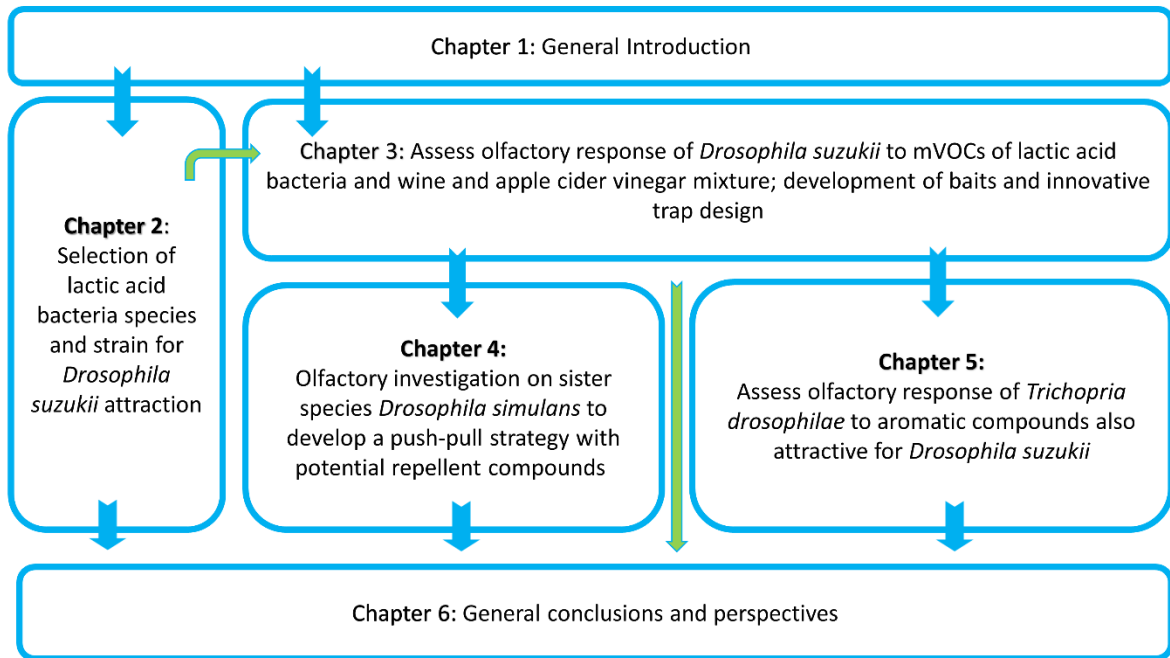 Chapter 1: General Introduction
Chapter 2:
Selection of
lactic acid
bacteria species
and strain for
Drosophila
suzukii attraction
Chapter 3: Assess olfactory response of Drosophila suzukii to mVOCs of lactic acid
bacteria and wine and apple cider vinegar mixture; development of baits and innovative
trap design
Chapter 4:
Olfactory investigation on sister
species Drosophila simulans to
develop a push-pull strategy with
potential repellent compounds
Chapter 5:
Assess olfactory response of Trichopria
drosophilae to aromatic compounds also
attractive for Drosophila suzukii
Chapter 6: General conclusions and perspectives